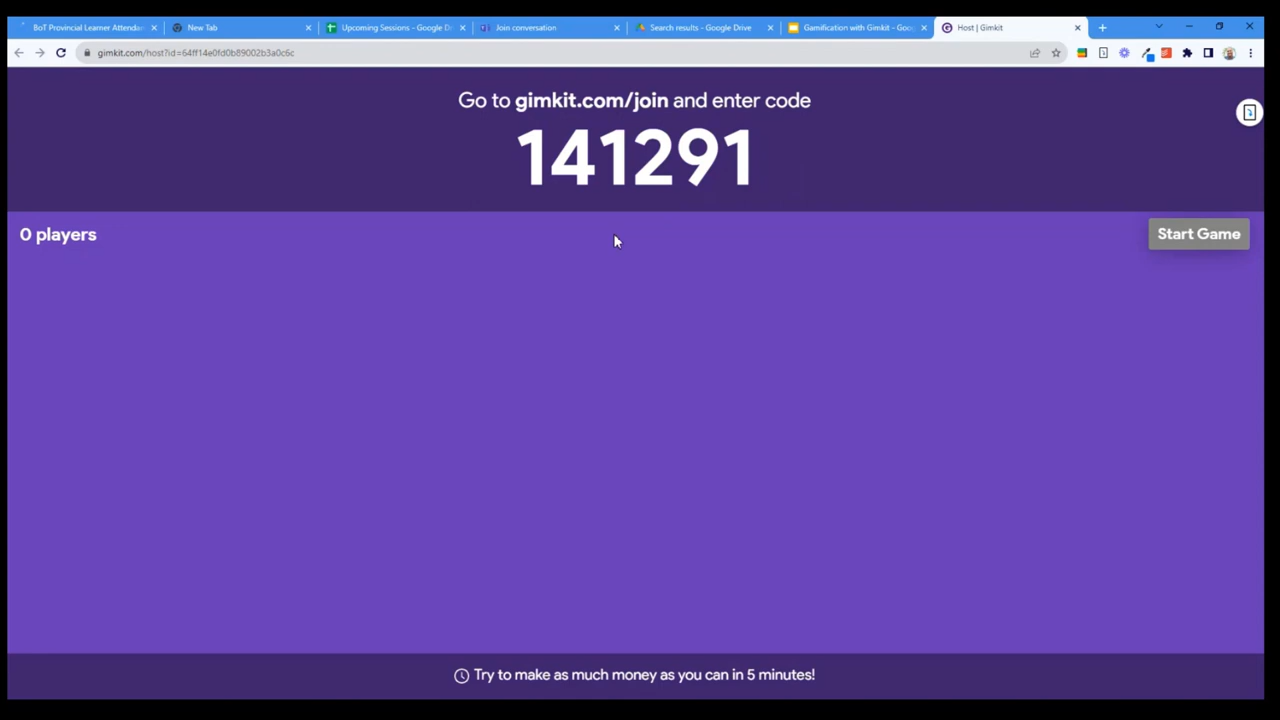 BoT Provincial Learner Attendan
New Tab
Upcoming Sessions - Google D
Join conversation
Search results - Google Drive
Gamification with Gimkit - Goo
Host | Gimkit
gimkit.com/host?id=64ff14e0fd0b89002b3a0c6c
Go to gimkit.com/join and enter code
141291
0 players
Start Game
Try to make as much money as you can in 5 minutes!